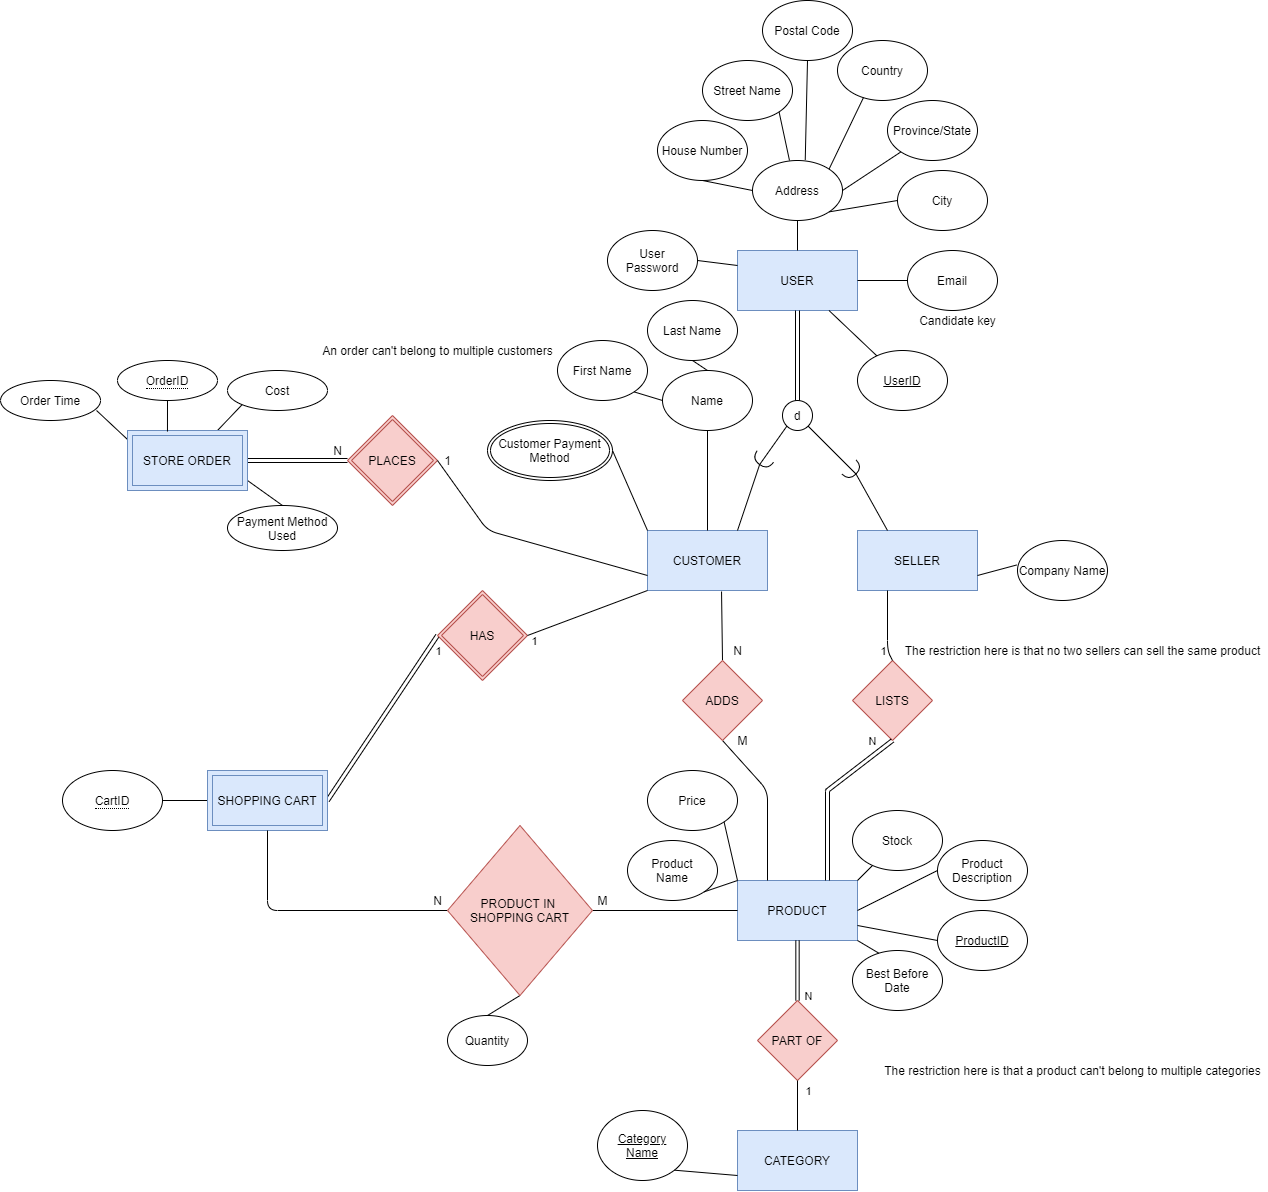 Postal Code
Country
Street Name
Province/State
House Number
Address
City
User
Password
USER
Email
Candidate key
Last Name
An order can't belong to multiple customers
First Name
UserID
OrderID
Cost
Order Time
Name
d
N
PLACES
1
Customer Payment
Method
STORE ORDER
Payment Method
Used
CUSTOMER
SELLER
Company Name
HAS
1
1
N
1
The restriction here is that no two sellers can sell the same product
ADDS
LISTS
M
N
CartID
SHOPPING CART
Price
Stock
Product
Name
Product
Description
N
PRODUCT IN
SHOPPING CART
M
PRODUCT
ProductID
Best Before
Date
N
Quantity
PART OF
The restriction here is that a product can't belong to multiple categories
1
Category
Name
CATEGORY